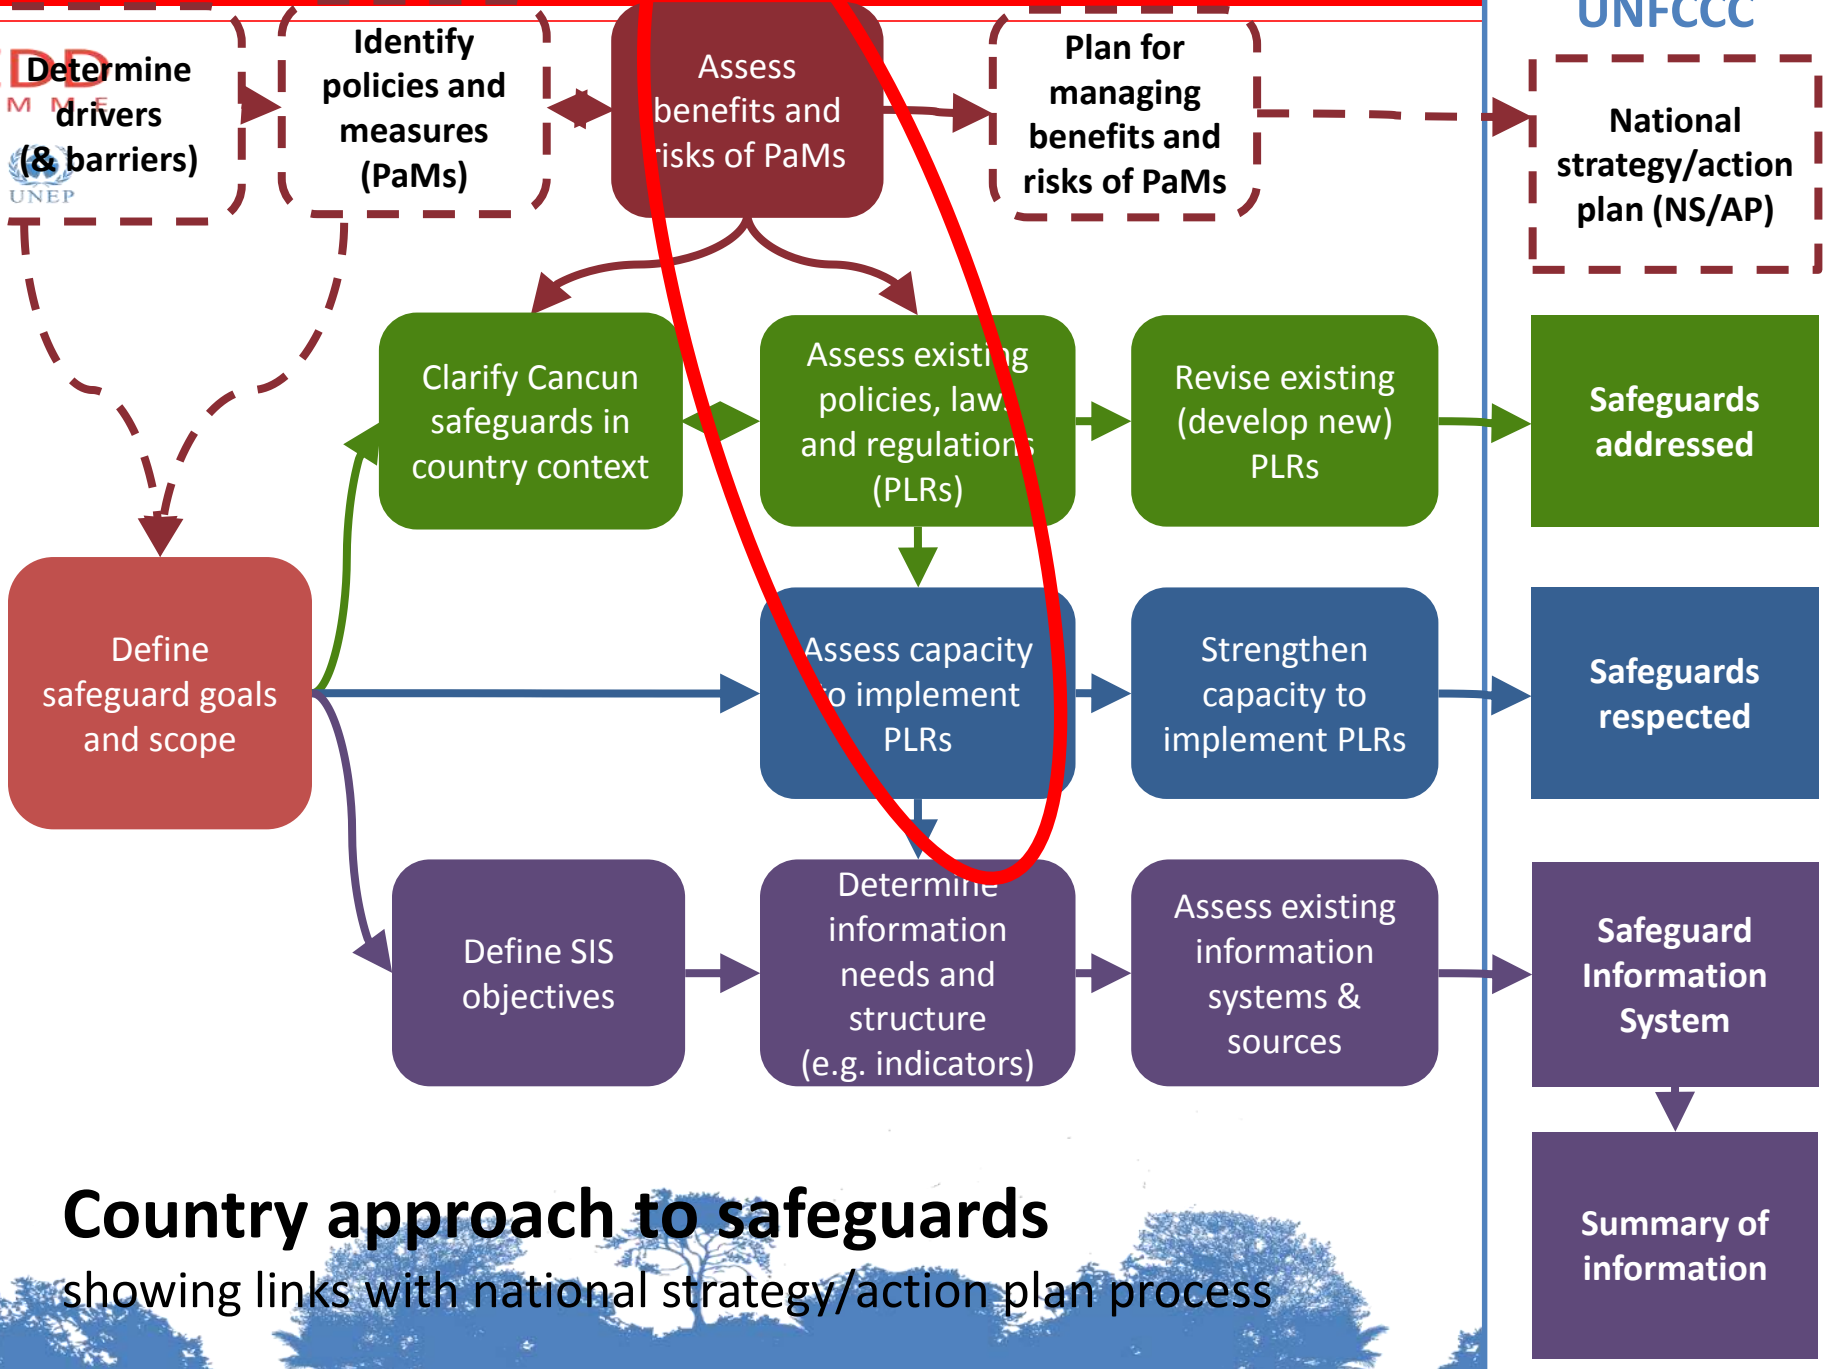 UNFCCC
EDD
M M E
UNEP
Determine
drivers
(& barriers)
Identify
policies and
measures
(PaMs)
Assess
benefits and
risks of PaMs
Plan for
managing
benefits and
risks of PaMs
National
strategy/action
plan (NS/AP)
Clarify Cancun
safeguards in
country context
Assess existing
policies, laws
and regulations
(PLRs)
Revise existing
(develop new)
PLRs
Safeguards
addressed
Define
safeguard goals
and scope
Assess capacity
to implement
PLRs
Strengthen
capacity to
implement PLRs
Safeguards
respected
Define SIS
objectives
Determine
information
needs and
structure
(e.g. indicators)
Assess existing
information
systems &
sources
Safeguard
Information
System
Summary of
information
Country approach to safeguards
showing links with national strategy/action plan process